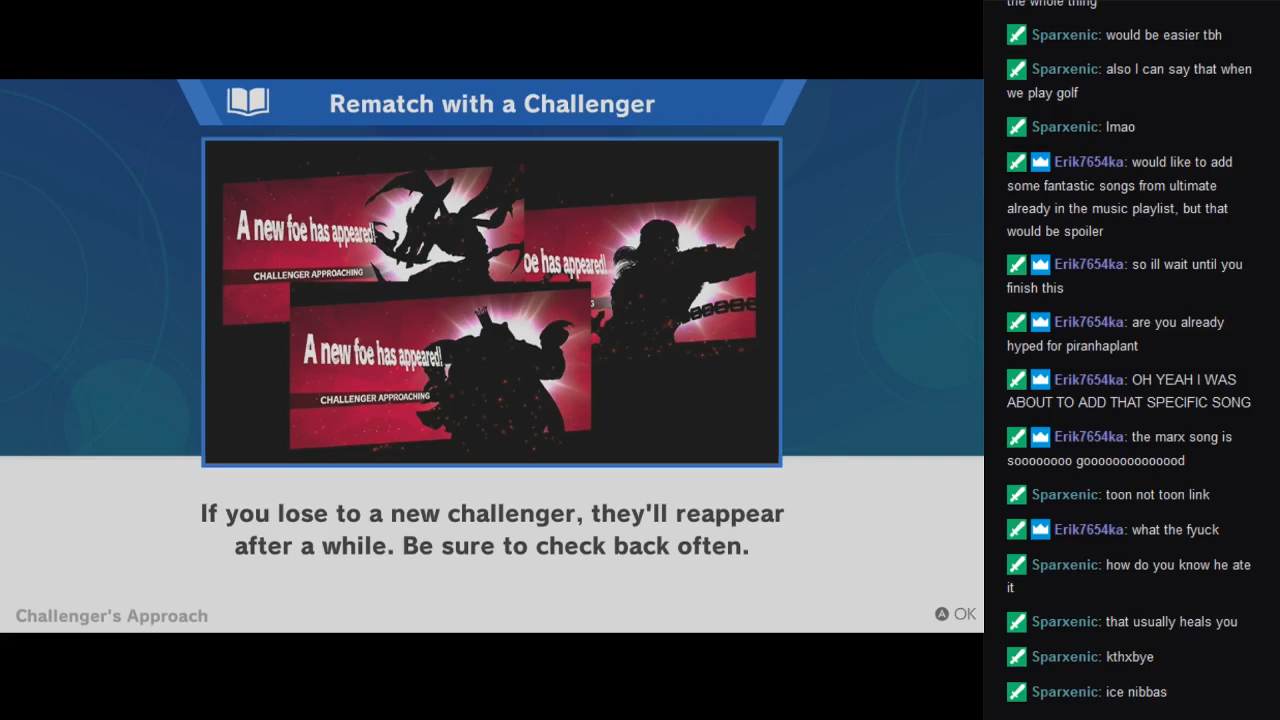 Rematch with a Challenger
A new foe has appeared!
CHALLENGER APPROACHING
oe has appeared!
A new foe has appeared!
CHALLENGER APPROACHING
If you lose to a new challenger, they'll reappear
after a while. Be sure to check back often.
Challenger's Approach
A OK
the whole thing
Sparxenic: would be easier tbh
Sparxenic: also I can say that when
we play golf
Sparxenic: lmao
Erik7654ka: would like to add
some fantastic songs from ultimate
already in the music playlist, but that
would be spoiler
Erik7654ka: so ill wait until you
finish this
Erik7654ka: are you already
hyped for piranhaplant
Erik7654ka: OH YEAH I WAS
ABOUT TO ADD THAT SPECIFIC SONG
Erik7654ka: the marx song is
soooooooo gooooooooooooood
Sparxenic: toon not toon link
Erik7654ka: what the fyuck
Sparxenic: how do you know he ate
it
Sparxenic: that usually heals you
Sparxenic: kthxbye
Sparxenic: ice nibbas